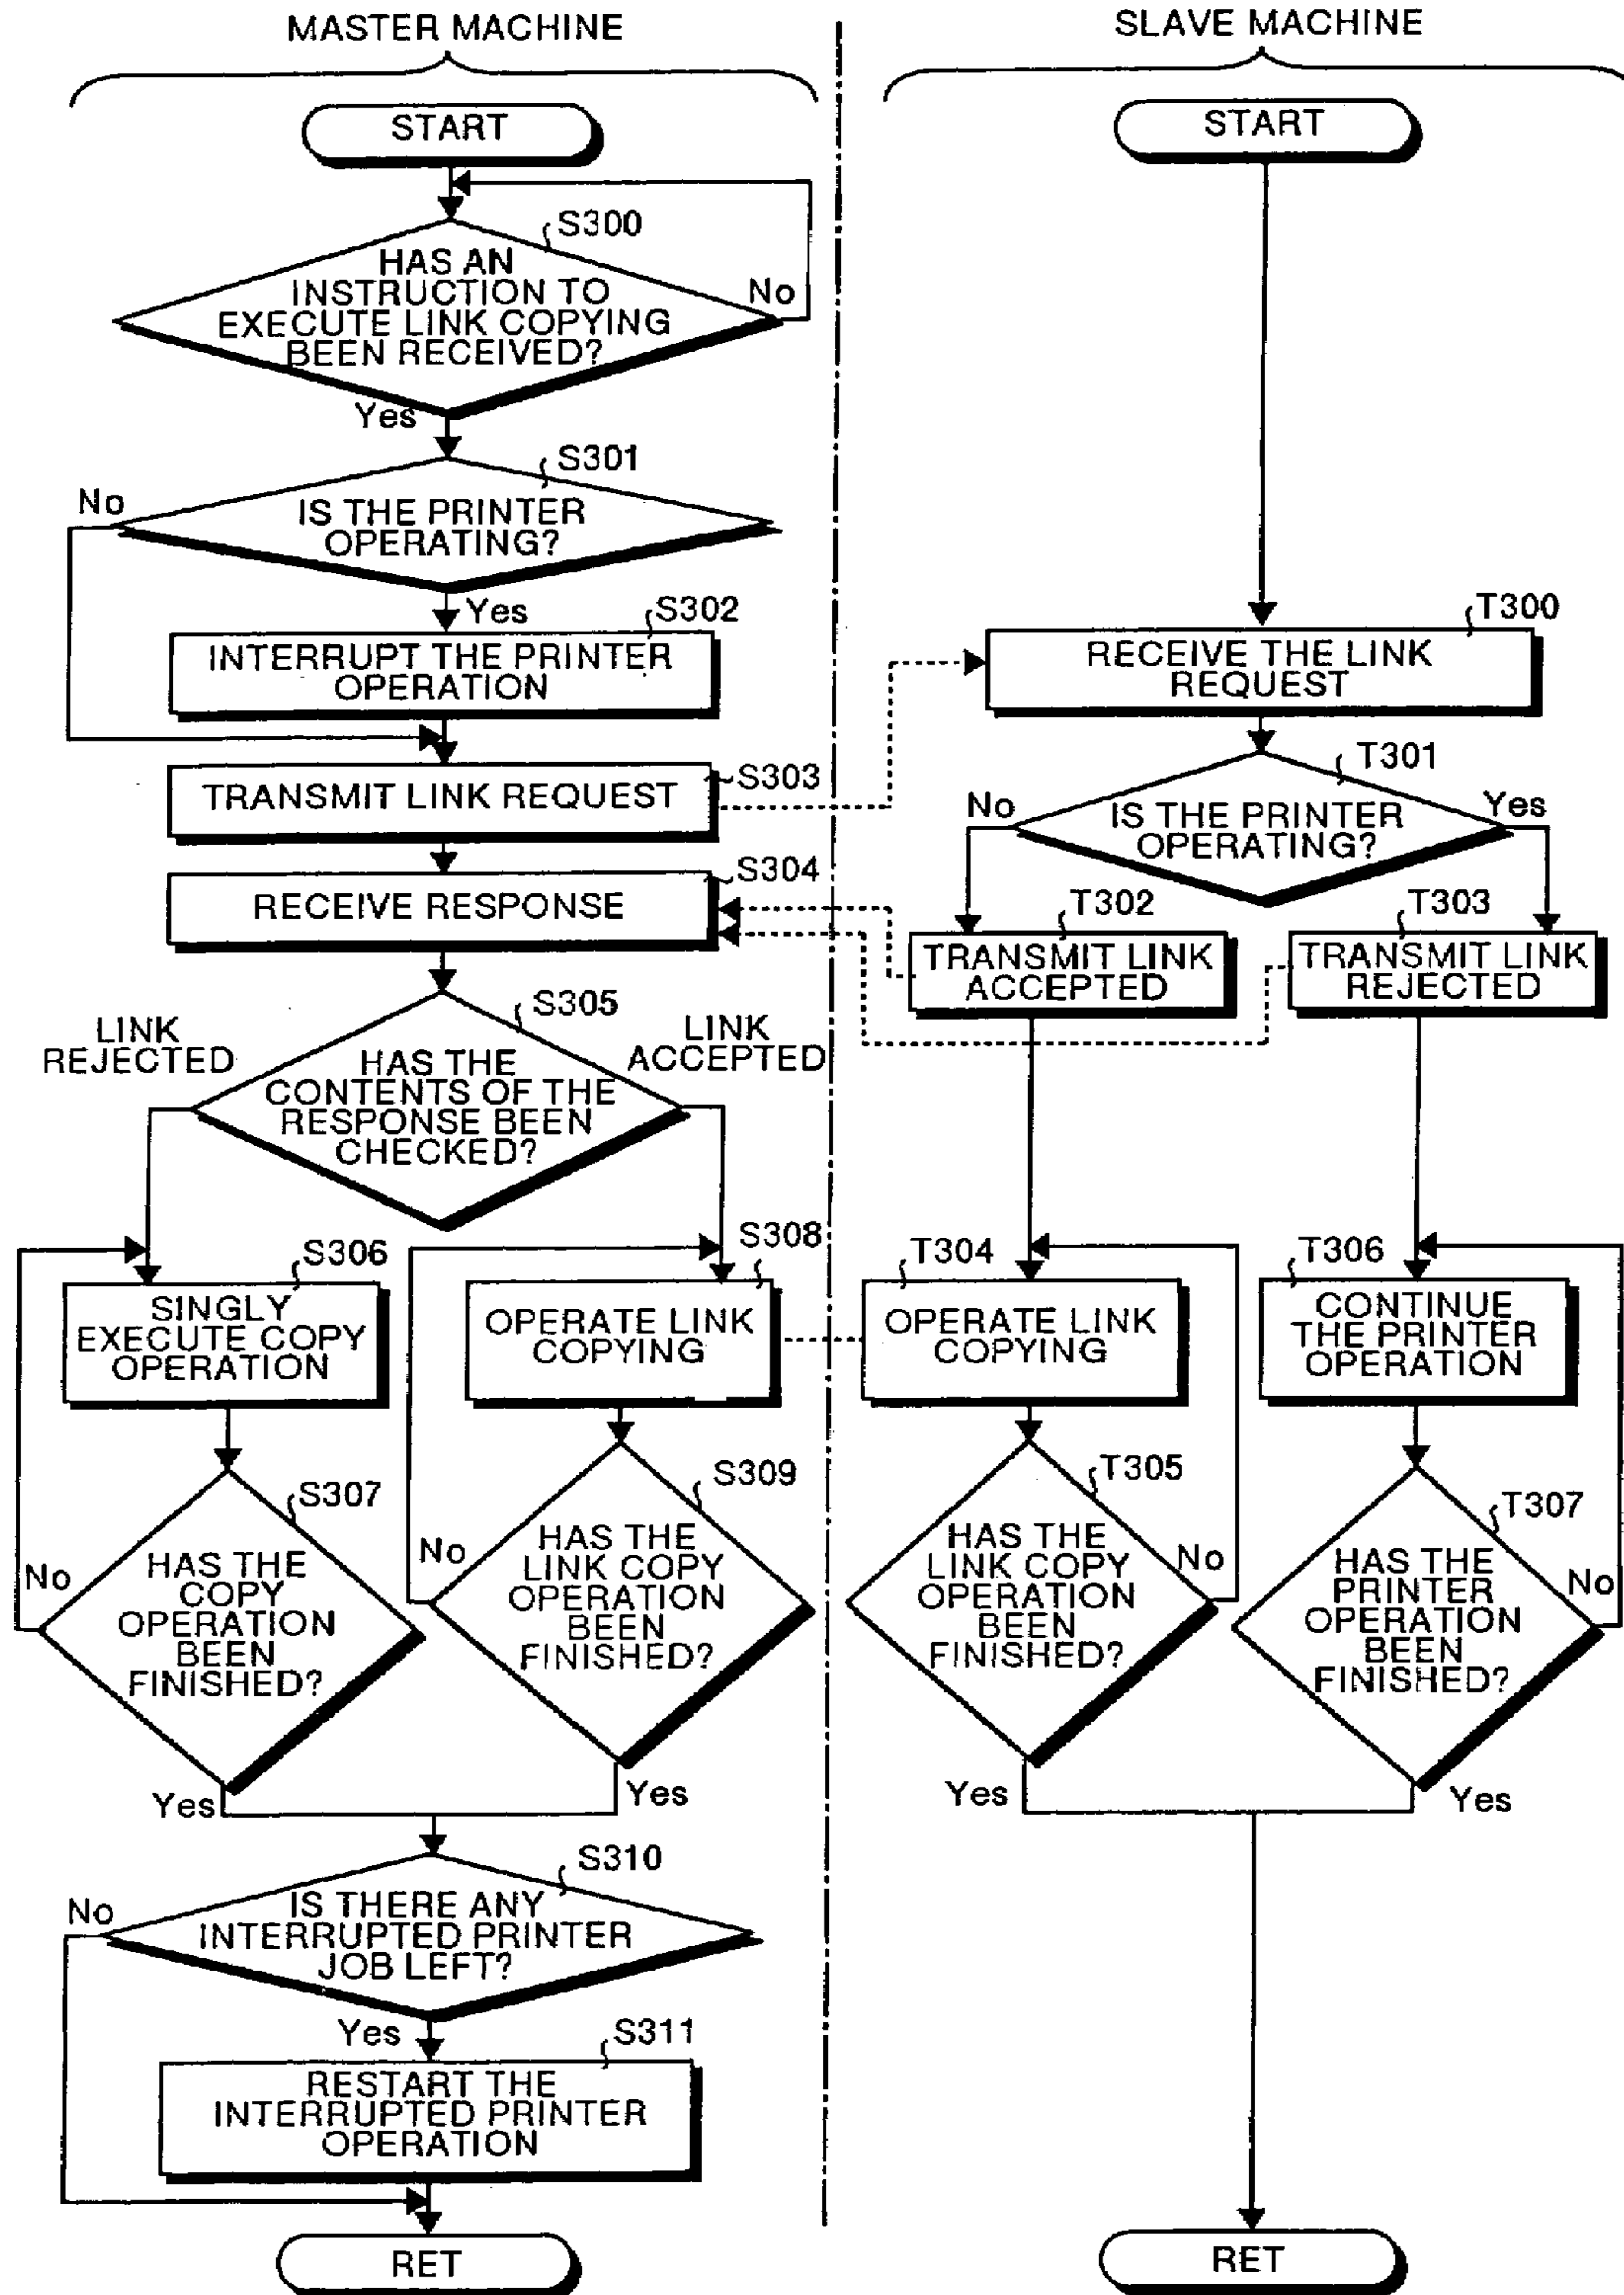 MASTER MACHINE
START
S300
HAS AN
INSTRUCTION TO
EXECUTE LINK COPYING
BEEN RECEIVED?
No
Yes
S301
No
IS THE PRINTER
OPERATING?
Yes
S302
INTERRUPT THE PRINTER
OPERATION
S303
TRANSMIT LINK REQUEST
S304
RECEIVE RESPONSE
S305
LINK
REJECTED
LINK
ACCEPTED
HAS THE
CONTENTS OF THE
RESPONSE BEEN
CHECKED?
S306
SINGLY
EXECUTE COPY
OPERATION
S307
No
HAS THE
COPY
OPERATION
BEEN
FINISHED?
Yes
S308
OPERATE LINK
COPYING
S309
No
HAS THE
LINK COPY
OPERATION
BEEN
FINISHED?
Yes
S310
No
IS THERE ANY
INTERRUPTED PRINTER
JOB LEFT?
Yes
S311
RESTART THE
INTERRUPTED PRINTER
OPERATION
RET
SLAVE MACHINE
START
T300
RECEIVE THE LINK
REQUEST
T301
No
Yes
IS THE PRINTER
OPERATING?
T302
TRANSMIT LINK
ACCEPTED
T303
TRANSMIT LINK
REJECTED
T304
OPERATE LINK
COPYING
T305
HAS THE
LINK COPY
OPERATION
BEEN
FINISHED?
No
Yes
T306
CONTINUE
THE PRINTER
OPERATION
T307
HAS THE
PRINTER
OPERATION
BEEN
FINISHED?
No
Yes
RET